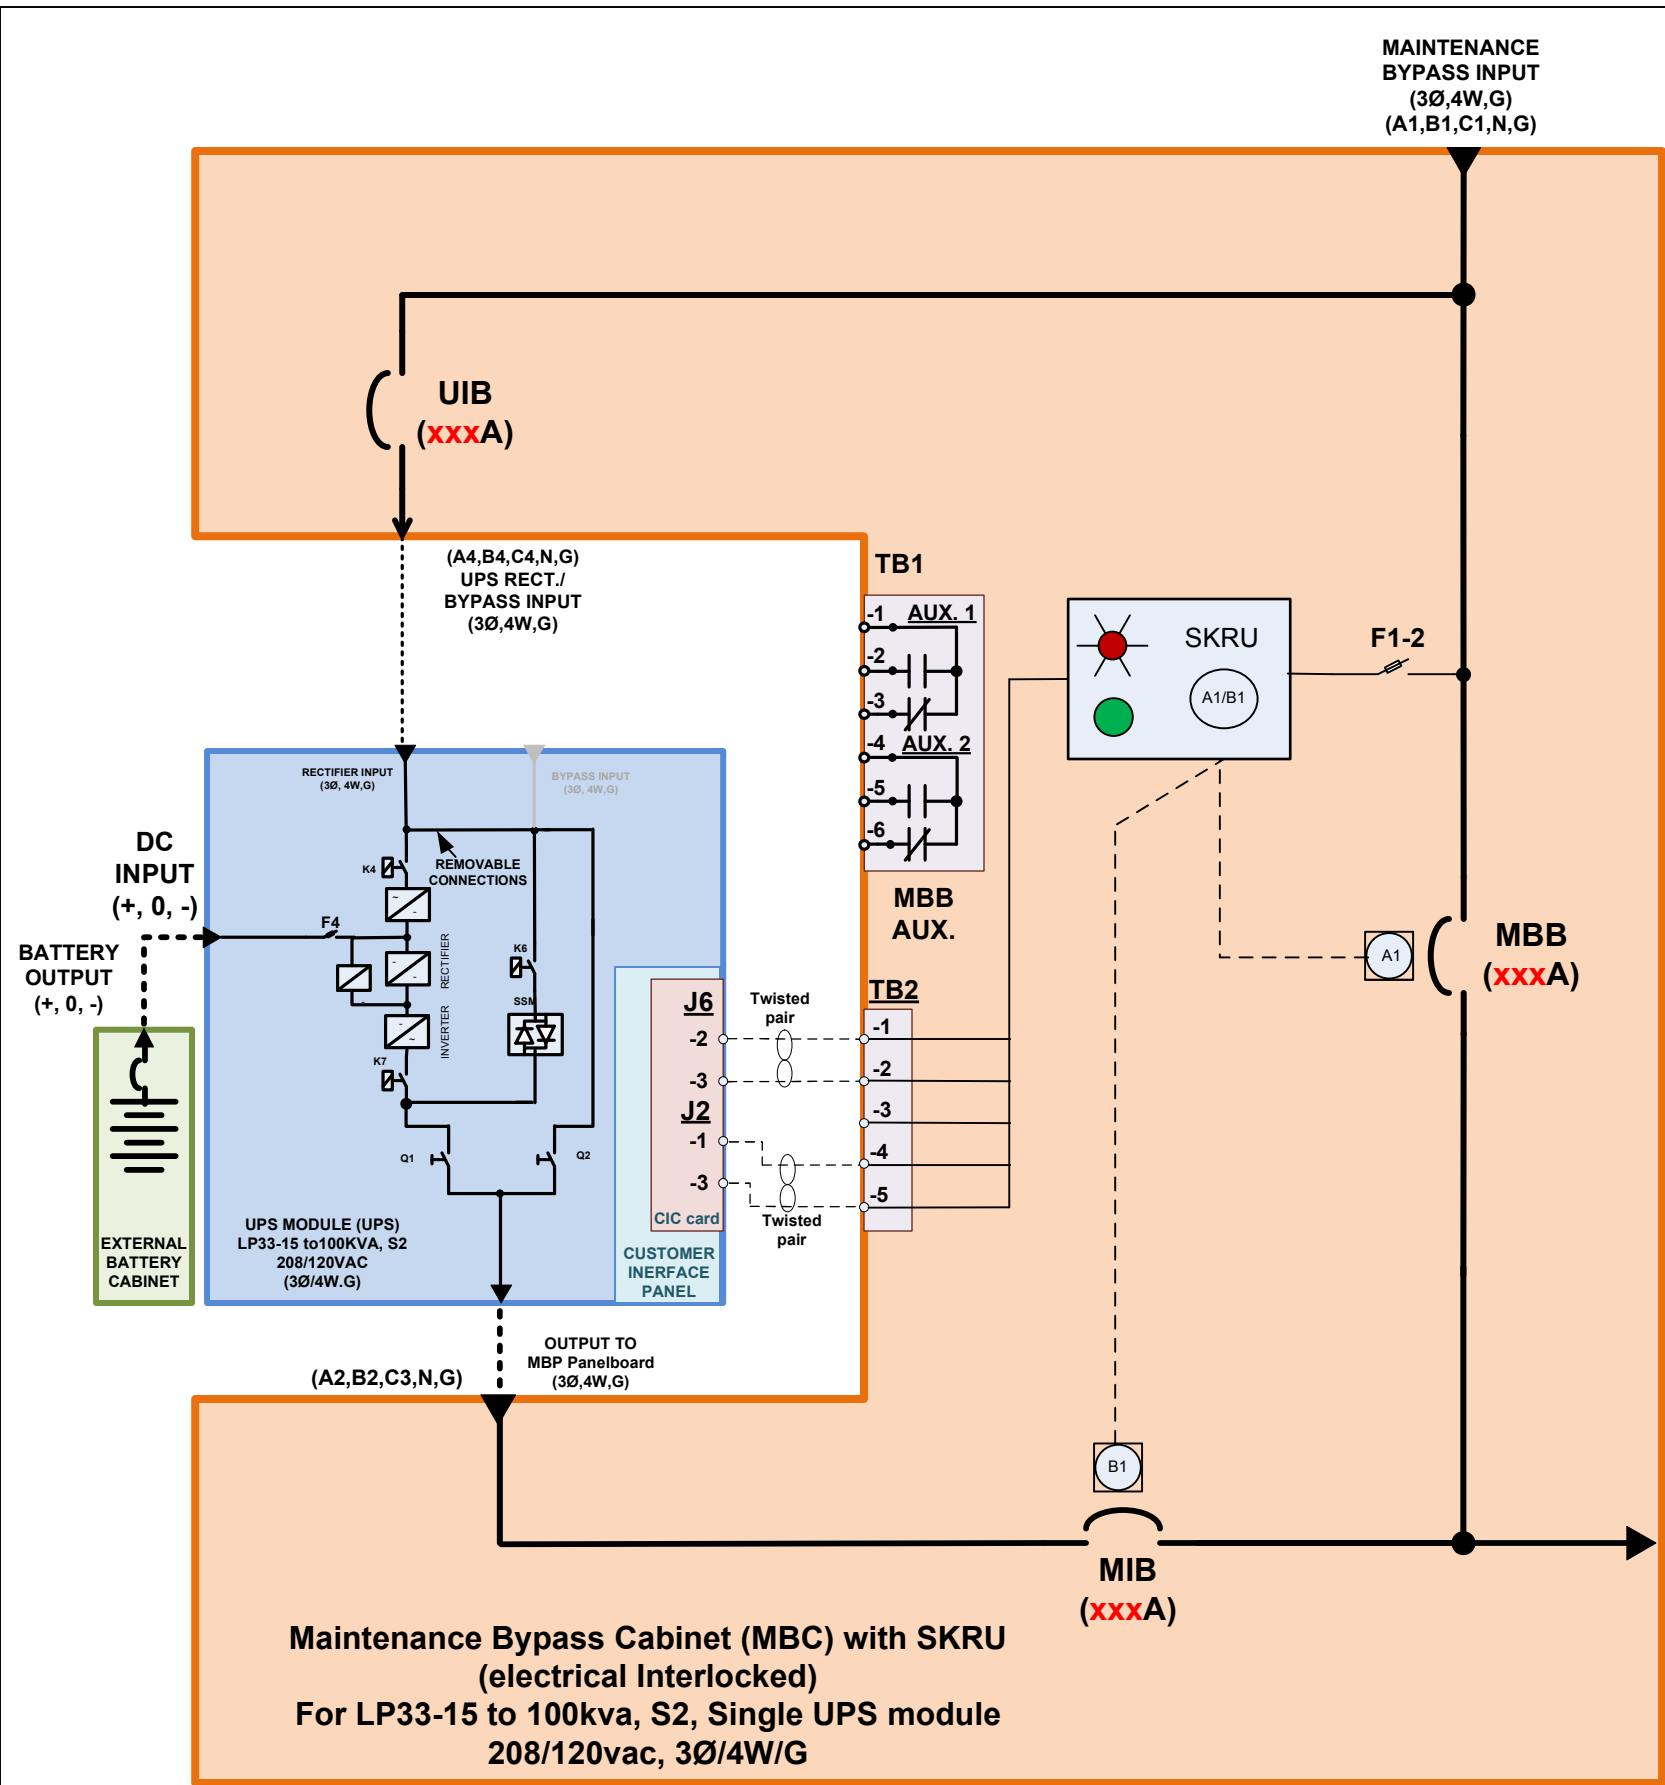 MAINTENANCE
BYPASS INPUT
(3Ø,4W,G)
(A1,B1,C1,N,G)
UIB
(xxxA)
(A4,B4,C4,N,G)
UPS RECT./
BYPASS INPUT
(3Ø,4W,G)
TB1
-1
AUX. 1
-2
-3
-4
AUX. 2
-5
-6
MBB
AUX.
SKRU
A1/B1
F1-2
RECTIFIER INPUT
(3Ø, 4W,G)
BYPASS INPUT
(3Ø, 4W,G)
REMOVABLE
CONNECTIONS
K4
DC
INPUT
(+, 0, -)
F4
BATTERY
OUTPUT
(+, 0, -)
RECTIFIER
INVERTER
K6
SSM
K7
Q1
Q2
A1
MBB
(xxxA)
J6
-2
-3
J2
-1
-3
CIC card
Twisted
pair
Twisted
pair
TB2
-1
-2
-3
-4
-5
CUSTOMER
INERFACE
PANEL
UPS MODULE (UPS)
LP33-15 to100KVA, S2
208/120VAC
(3Ø/4W.G)
EXTERNAL
BATTERY
CABINET
OUTPUT TO
MBP Panelboard
(3Ø,4W,G)
(A2,B2,C3,N,G)
B1
MIB
(xxxA)
Maintenance Bypass Cabinet (MBC) with SKRU
(electrical Interlocked)
For LP33-15 to 100kva, S2, Single UPS module
208/120vac, 3Ø/4W/G